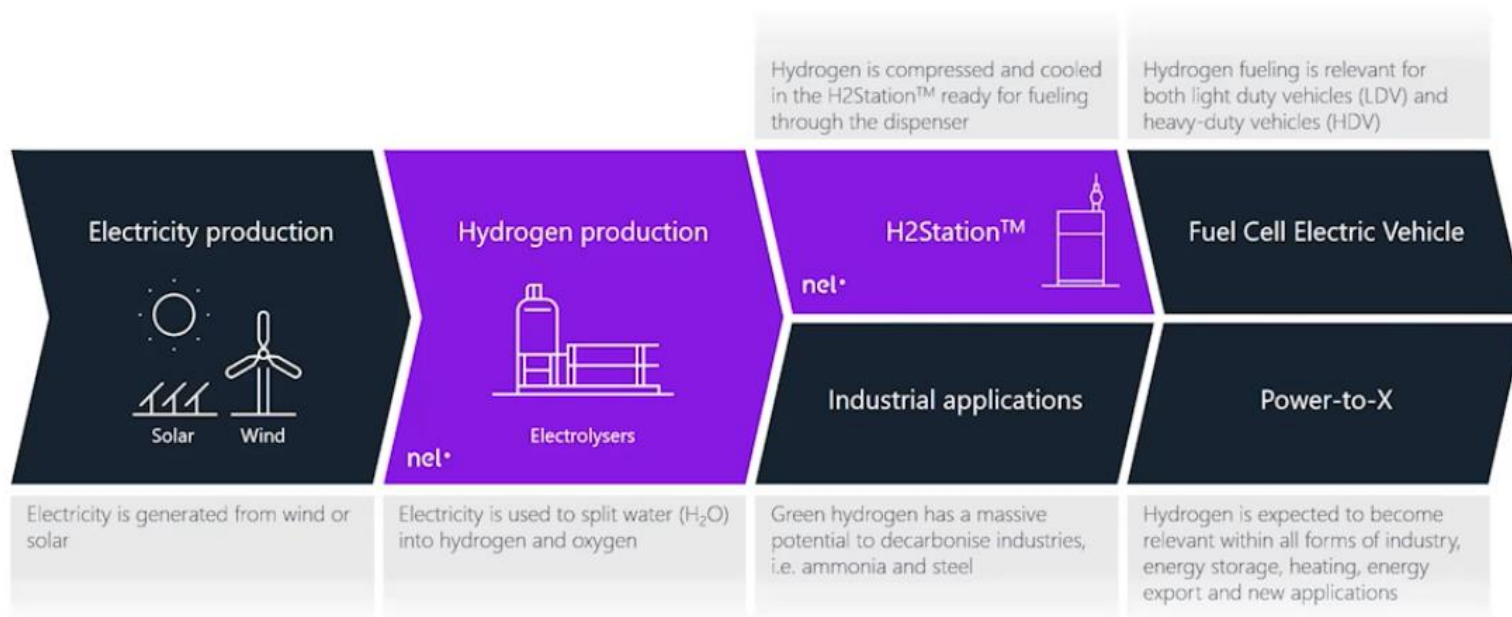 Hydrogen is compressed and cooled
in the H2Station™ ready for fueling
through the dispenser
Hydrogen fueling is relevant for
both light duty vehicles (LDV) and
heavy-duty vehicles (HDV)
Electricity production
Solar
Wind
Hydrogen production
Electrolysers
nel•
H2Station™
nel•
Fuel Cell Electric Vehicle
Industrial applications
Power-to-X
Electricity is generated from wind or
solar
Electricity is used to split water (H₂O)
into hydrogen and oxygen
Green hydrogen has a massive
potential to decarbonise industries,
i.e. ammonia and steel
Hydrogen is expected to become
relevant within all forms of industry,
energy storage, heating, energy
export and new applications